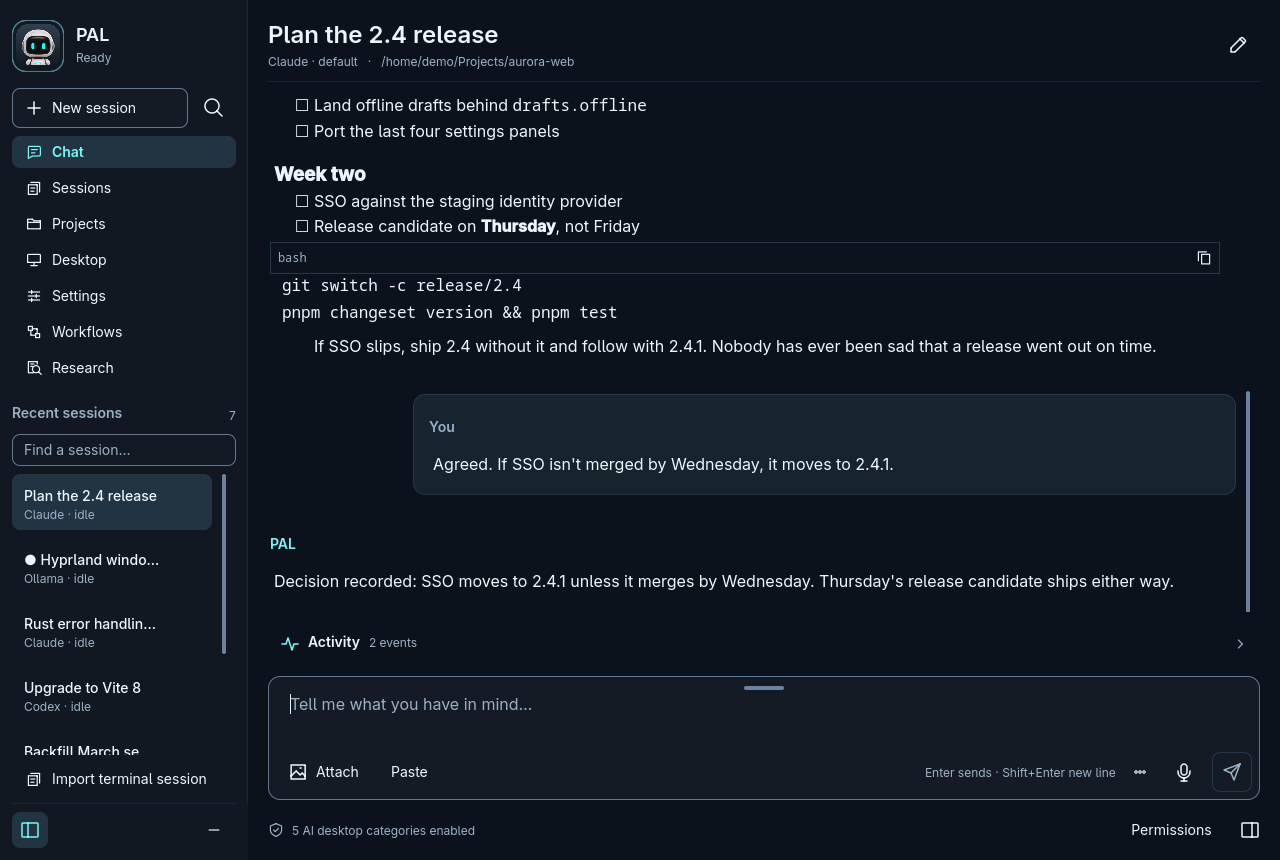 PAL
Ready
New session
Chat
Sessions
Projects
Desktop
Settings
Workflows
Research
Recent sessions
7
Find a session...
Plan the 2.4 release
Claude · idle
● Hyprland windo...
Ollama · idle
Rust error handlin...
Claude · idle
Upgrade to Vite 8
Codex · idle
Backfill March se
Import terminal session
Plan the 2.4 release
Claude · default · /home/demo/Projects/aurora-web
☐ Land offline drafts behind drafts.offline
☐ Port the last four settings panels
Week two
☐ SSO against the staging identity provider
☐ Release candidate on Thursday, not Friday
bash
git switch -c release/2.4
pnpm changeset version && pnpm test
If SSO slips, ship 2.4 without it and follow with 2.4.1. Nobody has ever been sad that a release went out on time.
You
Agreed. If SSO isn't merged by Wednesday, it moves to 2.4.1.
PAL
Decision recorded: SSO moves to 2.4.1 unless it merges by Wednesday. Thursday's release candidate ships either way.
Activity 2 events
Tell me what you have in mind...
Attach
Paste
Enter sends · Shift+Enter new line
5 AI desktop categories enabled
Permissions